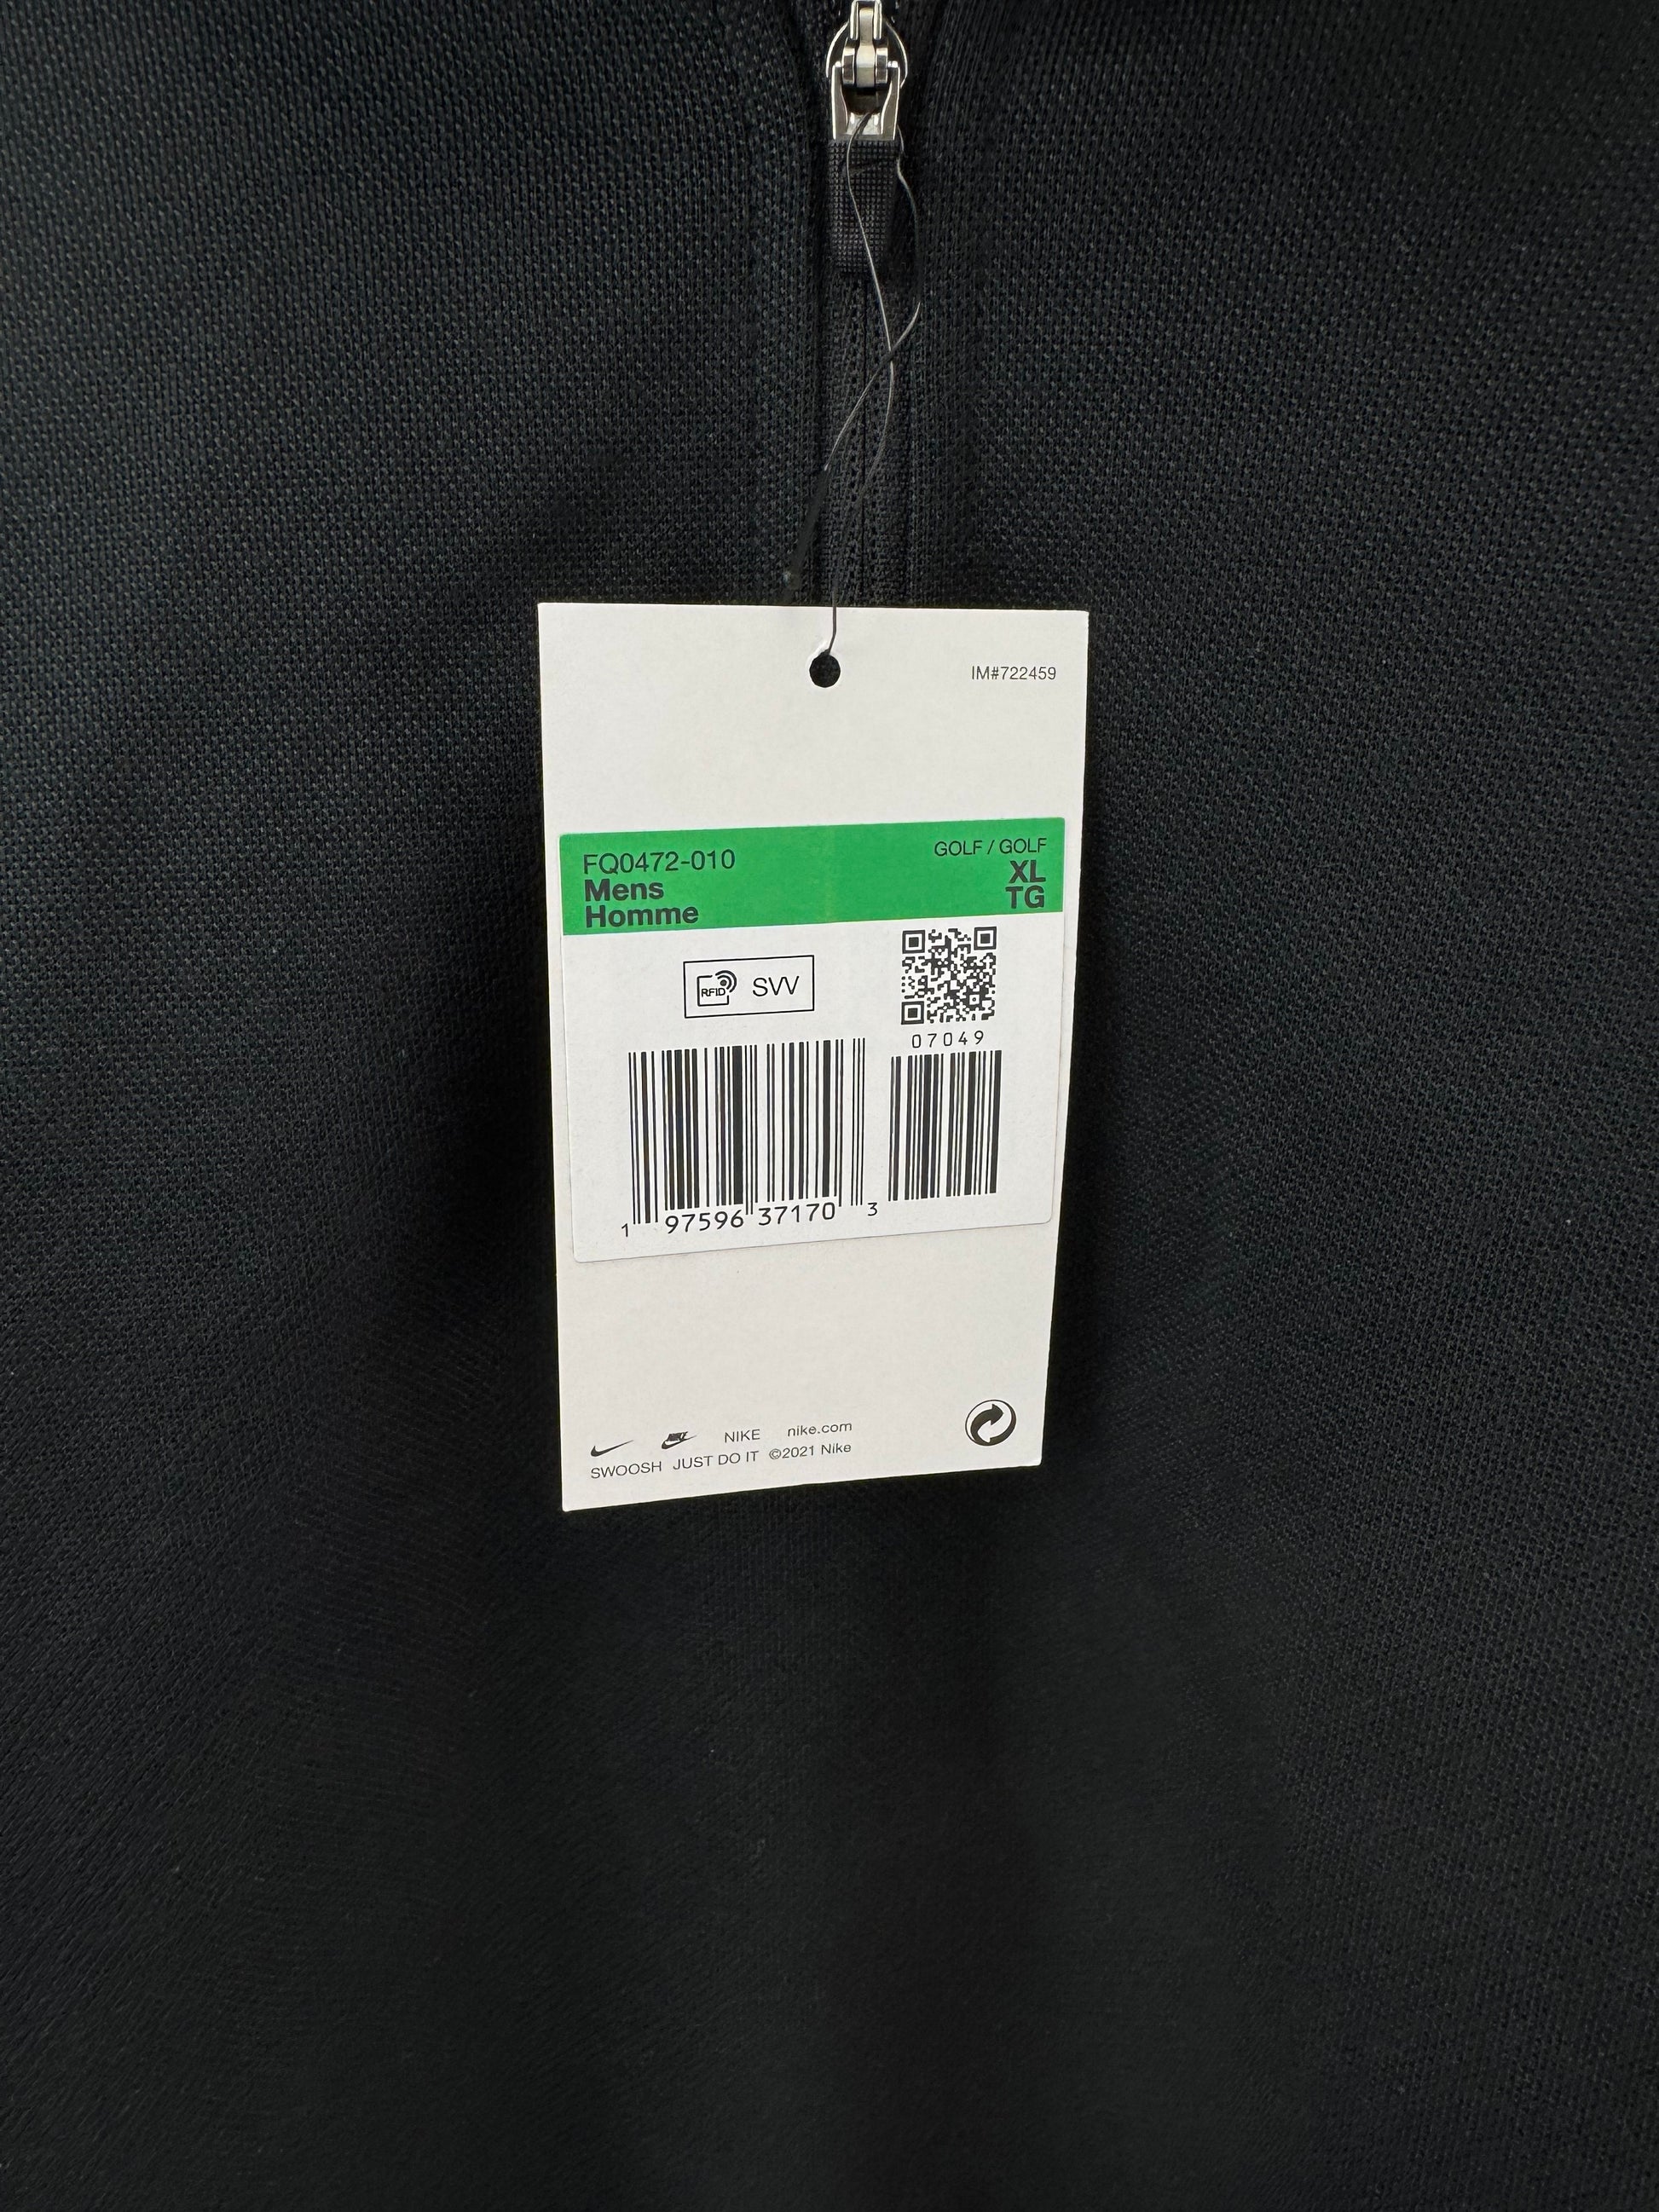 IM#722459
FQ0472-010
GOLF / GOLF
Mens
XL
Homme
TG
RFID SVV
07049
1 97596 37170 3
NIKE NIKE nike.com
SWOOSH JUST DO IT ©2021 Nike